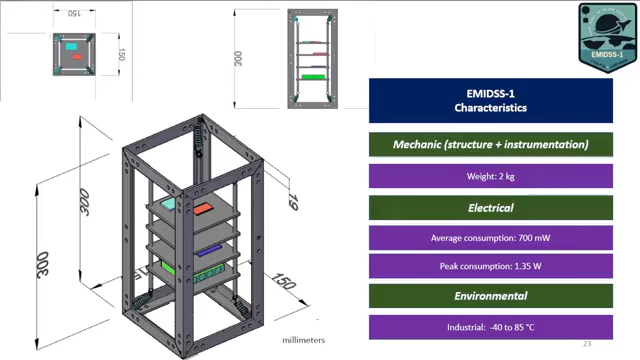 150
150
300
EMIDSS-1
EMIDSS-1
Characteristics
Mechanic (structure + instrumentation)
Weight: 2 kg
Electrical
Average consumption: 700 mW
Peak consumption: 1.35 W
Environmental
Industrial: -40 to 85 °C
300
300
19
150
millimeters
23